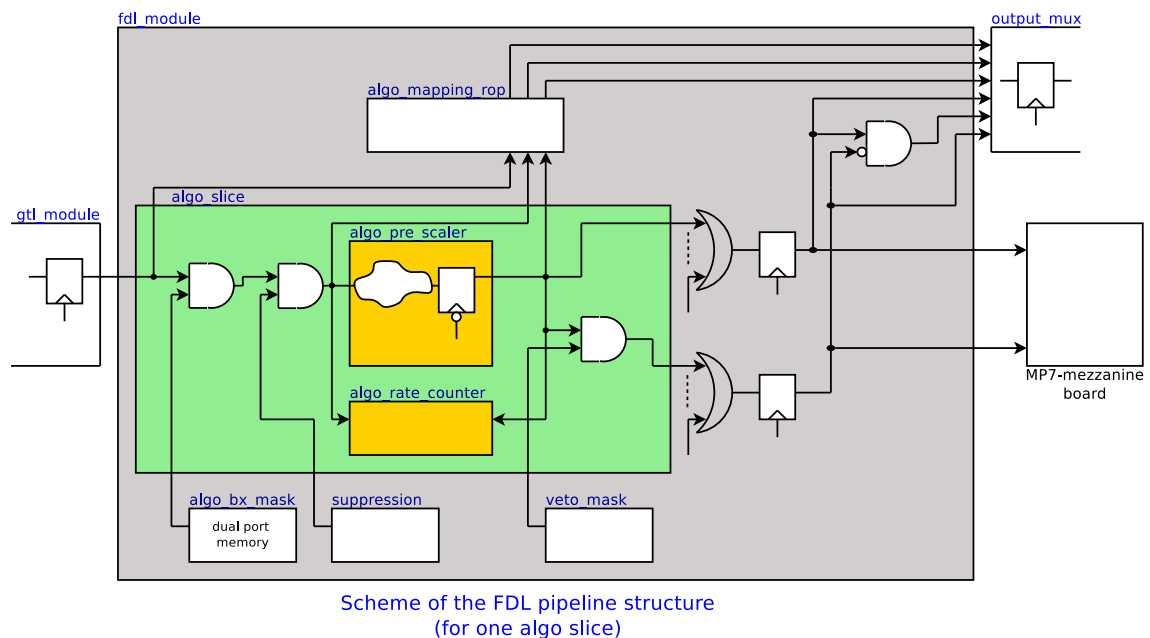 fdl_module
output_mux
algo_mapping_rop
algo_slice
gtl_module
algo_pre_scaler
MP7-mezzanine
board
algo_rate_counter
algo_bx_mask
suppression
veto_mask
dual port
memory
Scheme of the FDL pipeline structure
(for one algo slice)